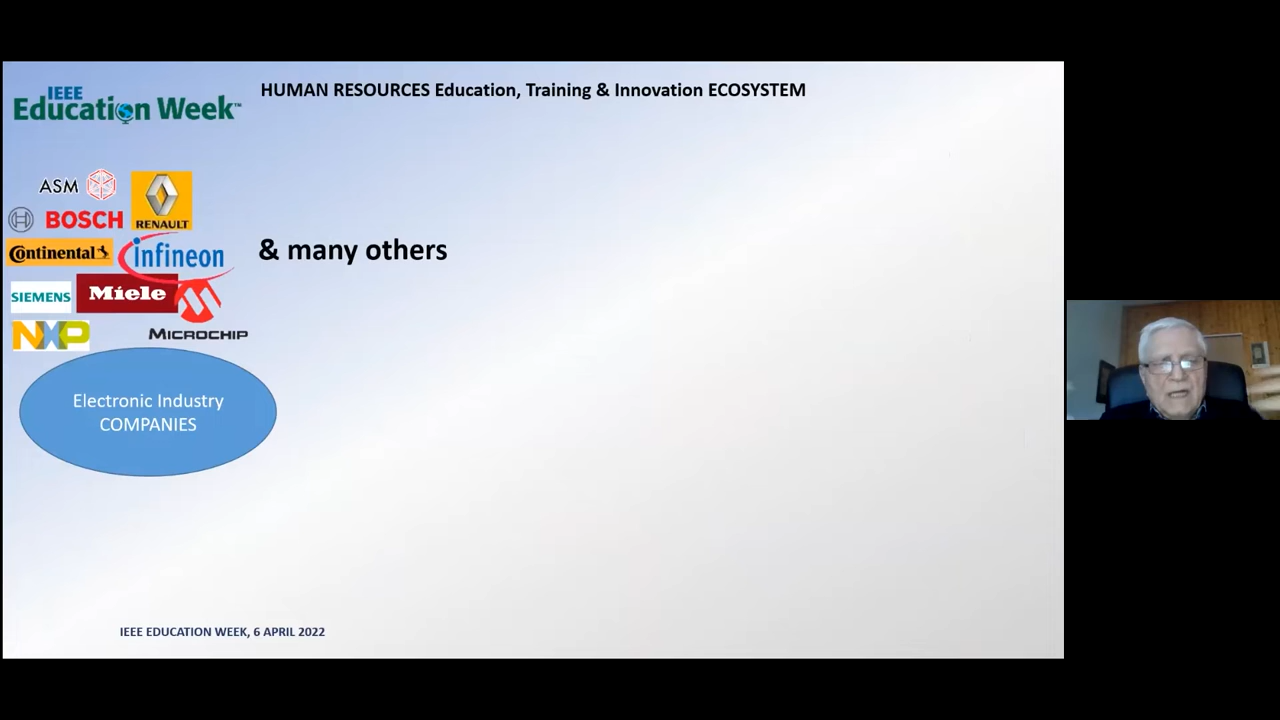 IEEE
Education Week™
HUMAN RESOURCES Education, Training & Innovation ECOSYSTEM
ASM
RENAULT
BOSCH
Continental
infineon
& many others
SIEMENS
Miele
NXP
MICROCHIP
Electronic Industry
COMPANIES
IEEE EDUCATION WEEK, 6 APRIL 2022